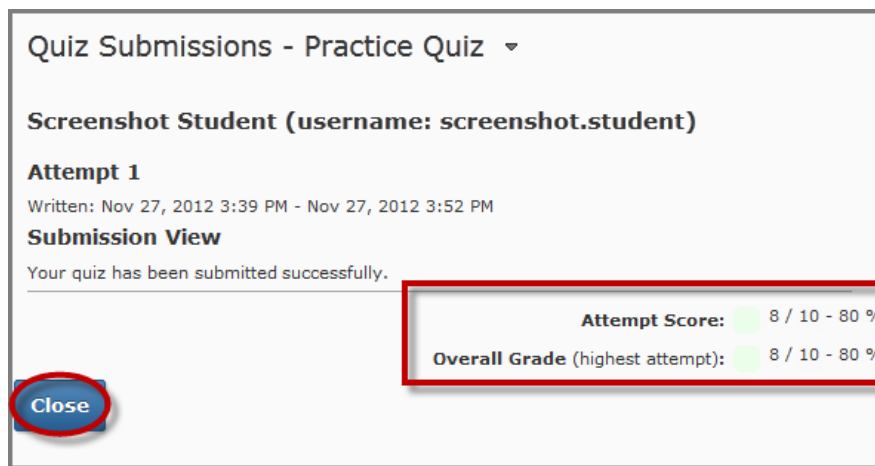 Quiz Submissions - Practice Quiz
Screenshot Student (username: screenshot.student)
Attempt 1
Written: Nov 27, 2012 3:39 PM - Nov 27, 2012 3:52 PM
Submission View
Your quiz has been submitted successfully.
Attempt Score: 8 / 10 - 80 %
Overall Grade (highest attempt): 8 / 10 - 80 %
Close